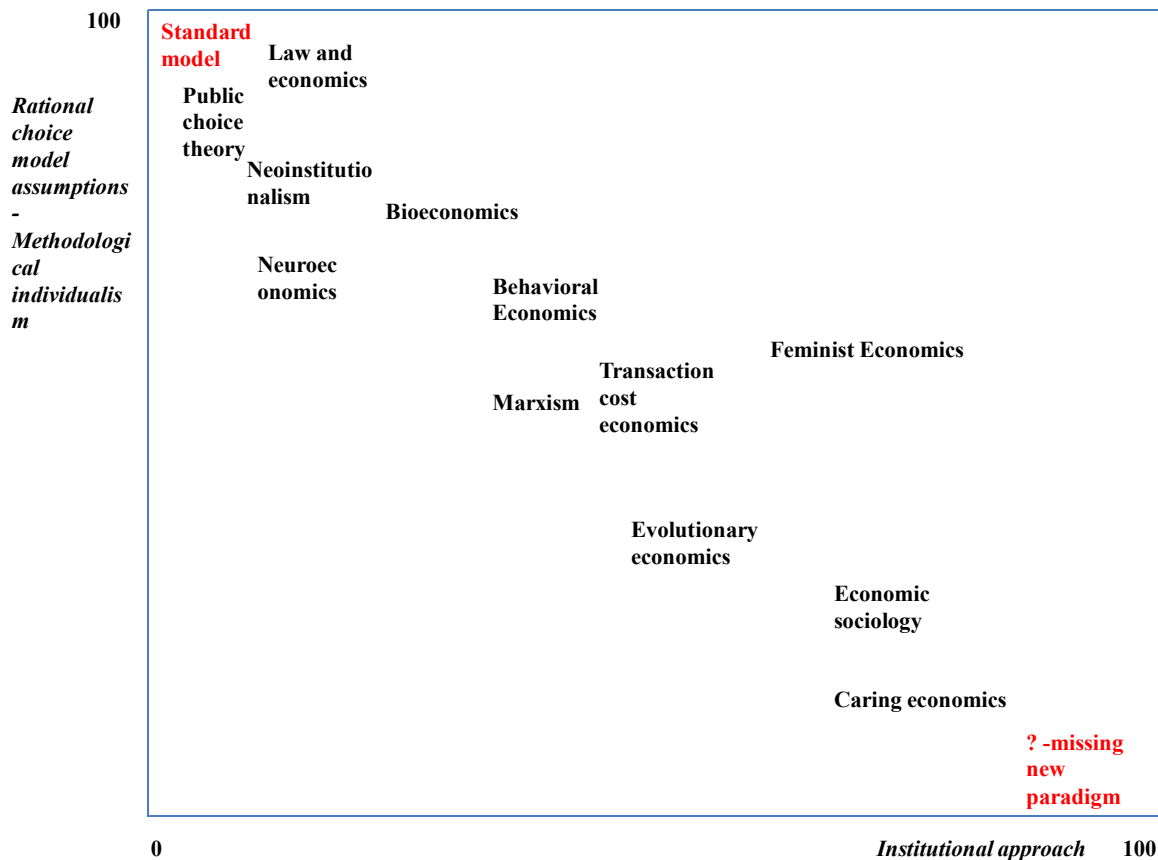 100
Standard
model
Law and
economics
Public
choice
theory
Rational
choice
model
assumptions
-
Methodologi
cal
individualis
m
Neoinstitutio
nalism
Bioeconomics
Neuroec
onomics
Behavioral
Economics
Feminist Economics
Transaction
cost
economics
Marxism
Evolutionary
economics
Economic
sociology
Caring economics
? -missing
new
paradigm
0
Institutional approach
100